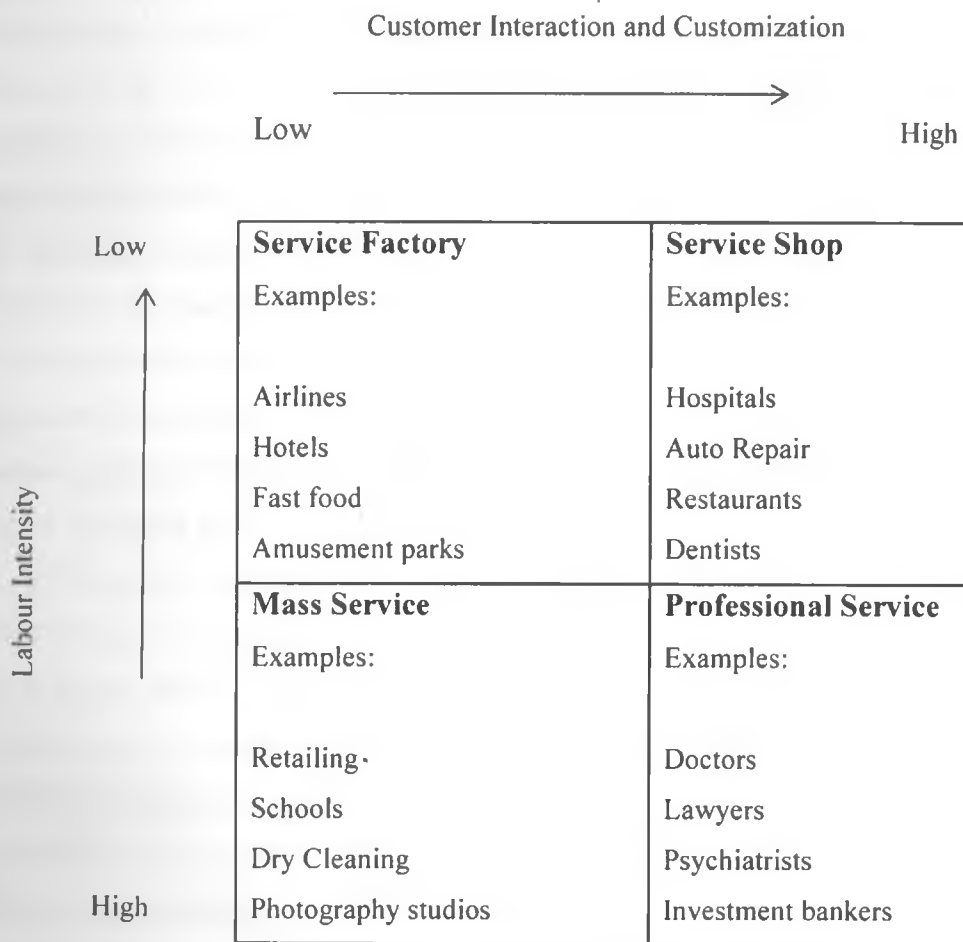 Customer Interaction and Customization
Low High
Low
Labour Intensity
High
Service Factory
Examples:
Airlines
Hotels
Fast food
Amusement parks
Service Shop
Examples:
Hospitals
Auto Repair
Restaurants
Dentists
Mass Service
Examples:
Retailing
Schools
Dry Cleaning
Photography studios
Professional Service
Examples:
Doctors
Lawyers
Psychiatrists
Investment bankers